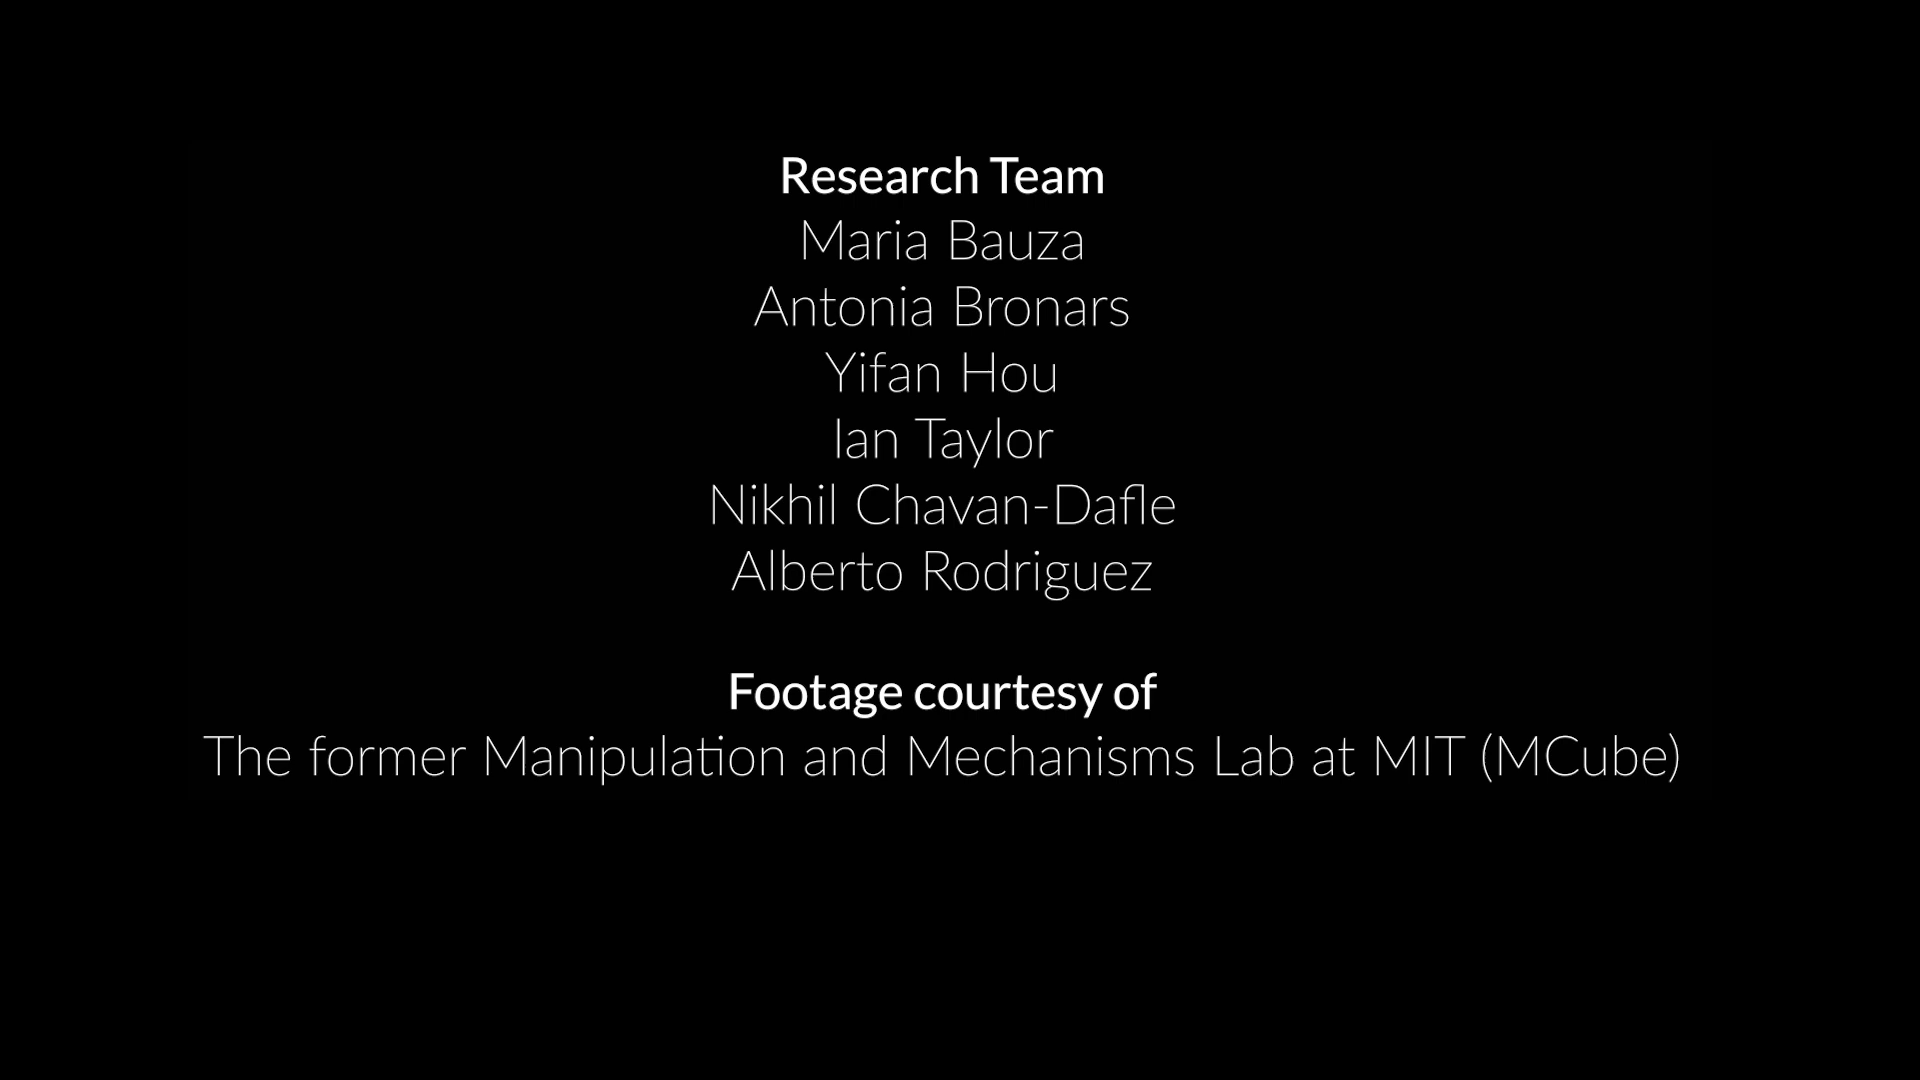 Research Team
Maria Bauza
Antonia Bronars
Yifan Hou
Ian Taylor
Nikhil Chavan-Dafle
Alberto Rodriguez
Footage courtesy of
The former Manipulation and Mechanisms Lab at MIT (MCube)